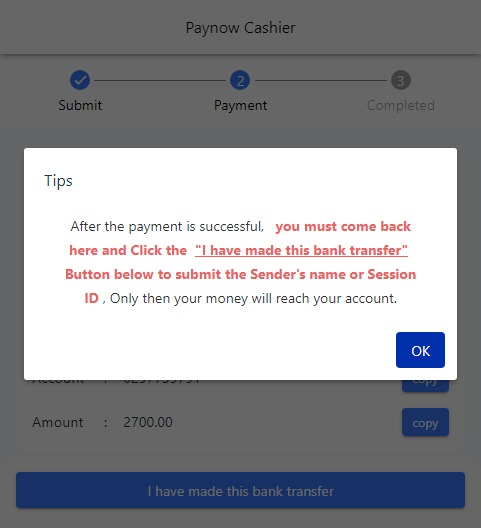 Paynow Cashier
2 3
Submit Payment Completed
Tips
After the payment is successful, you must come back
here and Click the "I have made this bank transfer"
Button below to submit the Sender's name or Session
ID , Only then your money will reach your account.
OK
Account : copy
Amount : 2700.00 copy
I have made this bank transfer